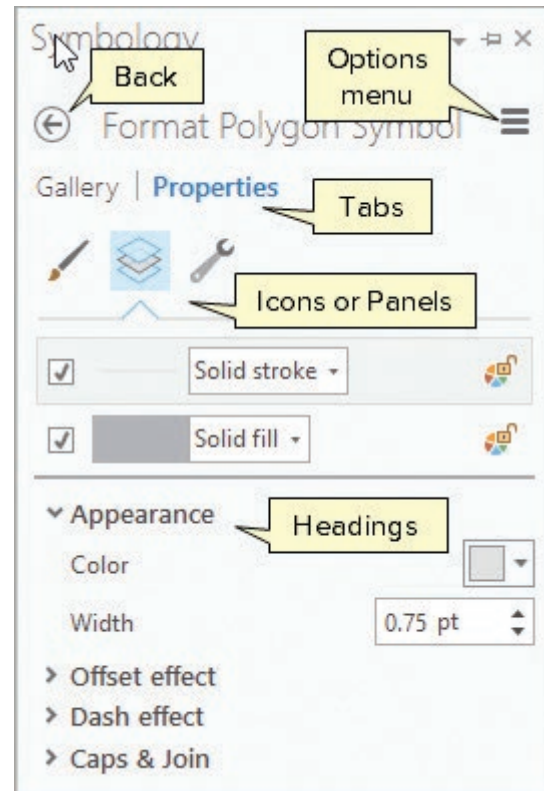 Symbology
Back
Options
menu
Format Polygon Symbol
Gallery | Properties
Tabs
Icons or Panels
Solid stroke
Solid fill
Appearance
Headings
Color
Width
0.75 pt
Offset effect
Dash effect
Caps & Join